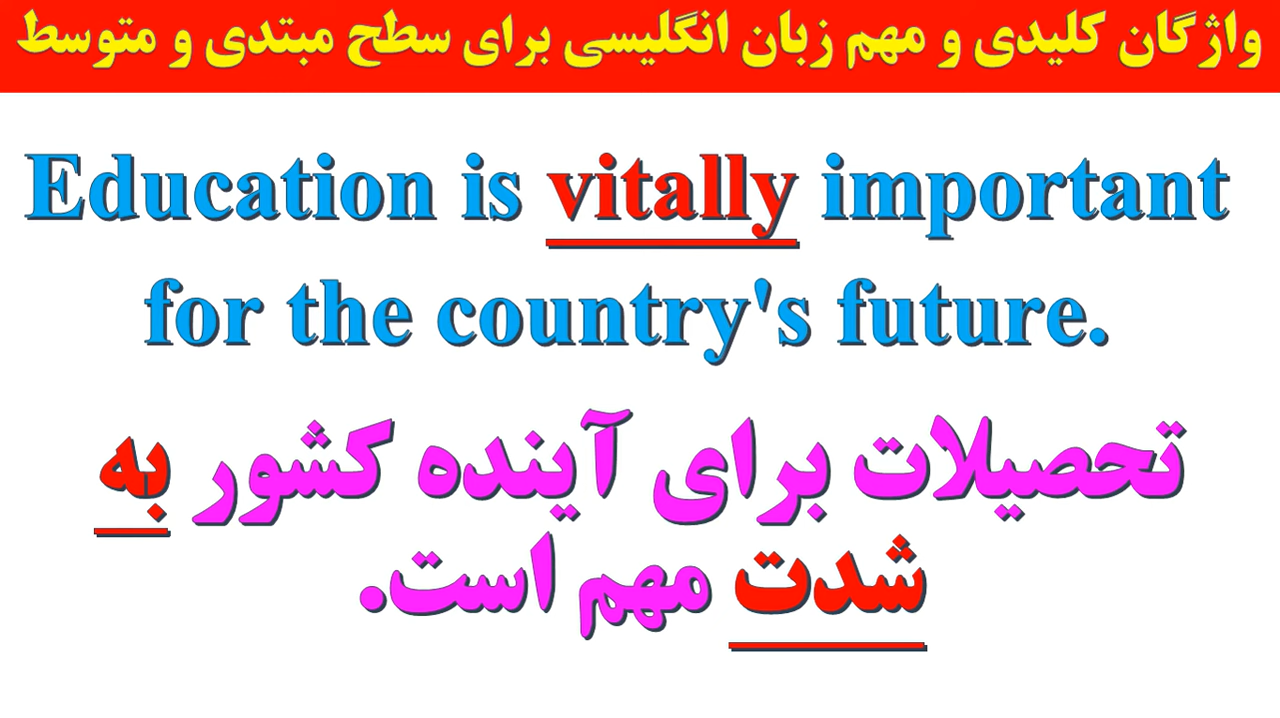 واژگان کلیدی و مهم زبان انگلیسی برای سطح مبتدی و متوسط
Education is vitally important
for the country's future.
تحصیلات برای آینده کشور به
شدت مهم است.